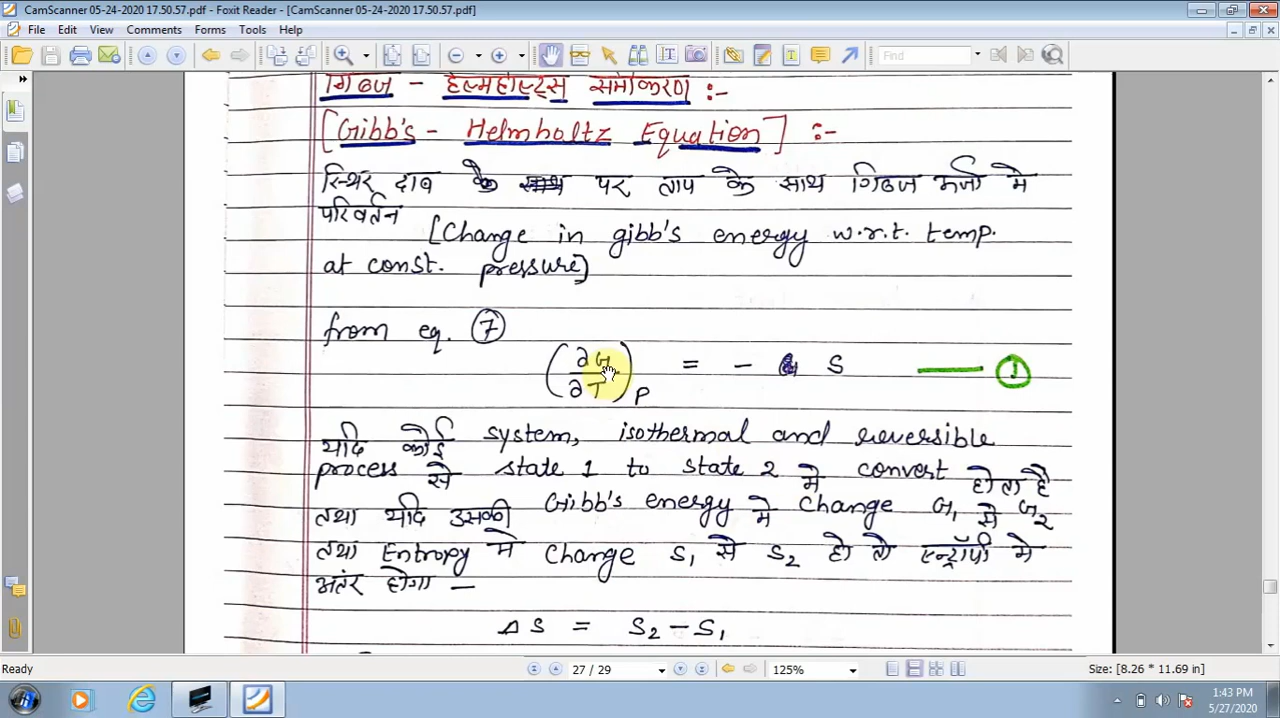 CamScanner 05-24-2020 17.50.57.pdf - Foxit Reader - [CamScanner 05-24-2020 17.50.57.pdf]
File Edit View Comments Forms Tools Help
Find
गिब्ज - हेल्महोल्ट्स समीकरण :-
[Gibb's - Helmholtz Equation] :-
स्थिर दाब पर ताप के साथ गिब्ज ऊर्जा मे
परिवर्तन
[Change in gibb's energy w.r.t. temp.
at const. pressure]
from eq. ⑦
(∂G/∂T)P = - S —— ①
यदि कोई system, isothermal and reversible
process से state 1 to state 2 मे convert होता है
तथा यदि उसकी Gibb's energy मे change G₁ से G₂
तथा Entropy मे change S₁ से S₂ हो तो एन्ट्रॉपी मे
अतंर होगा —
ΔS = S₂ - S₁
Ready 27 / 29 125% Size: [8.26 * 11.69 in]
1:43 PM
5/27/2020